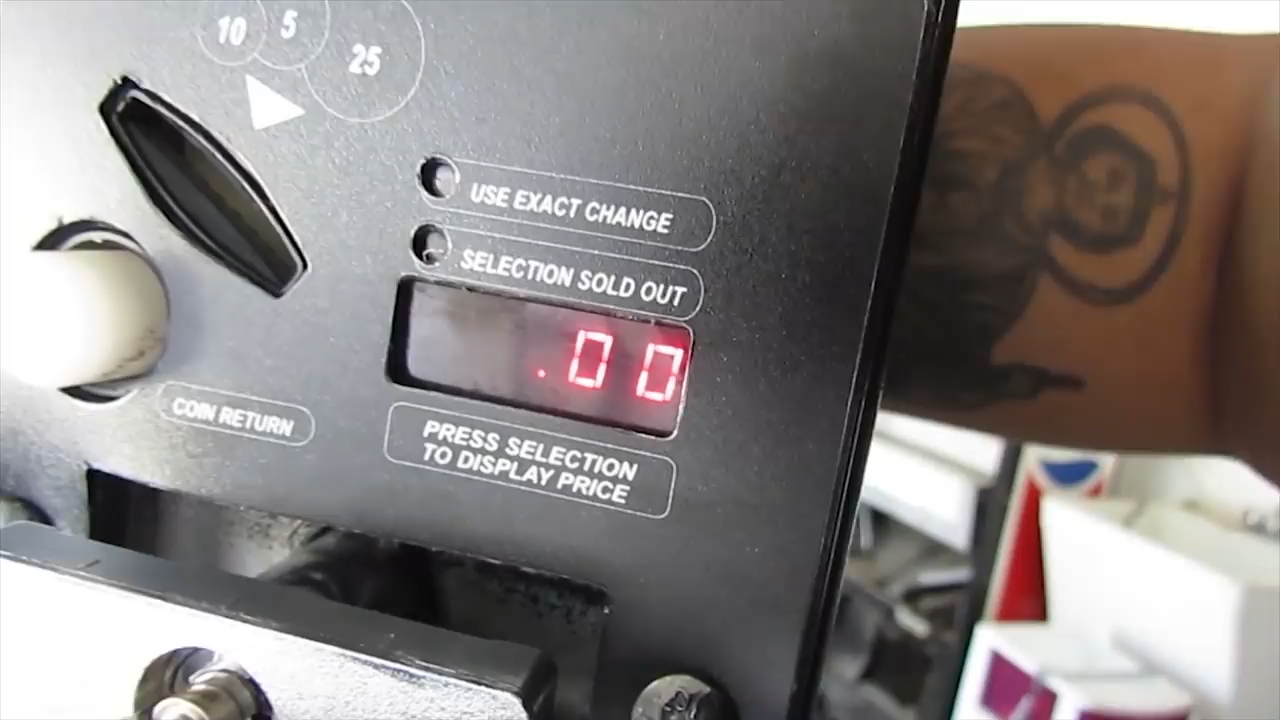 10 5 25
USE EXACT CHANGE
SELECTION SOLD OUT
.00
COIN RETURN
PRESS SELECTION
TO DISPLAY PRICE